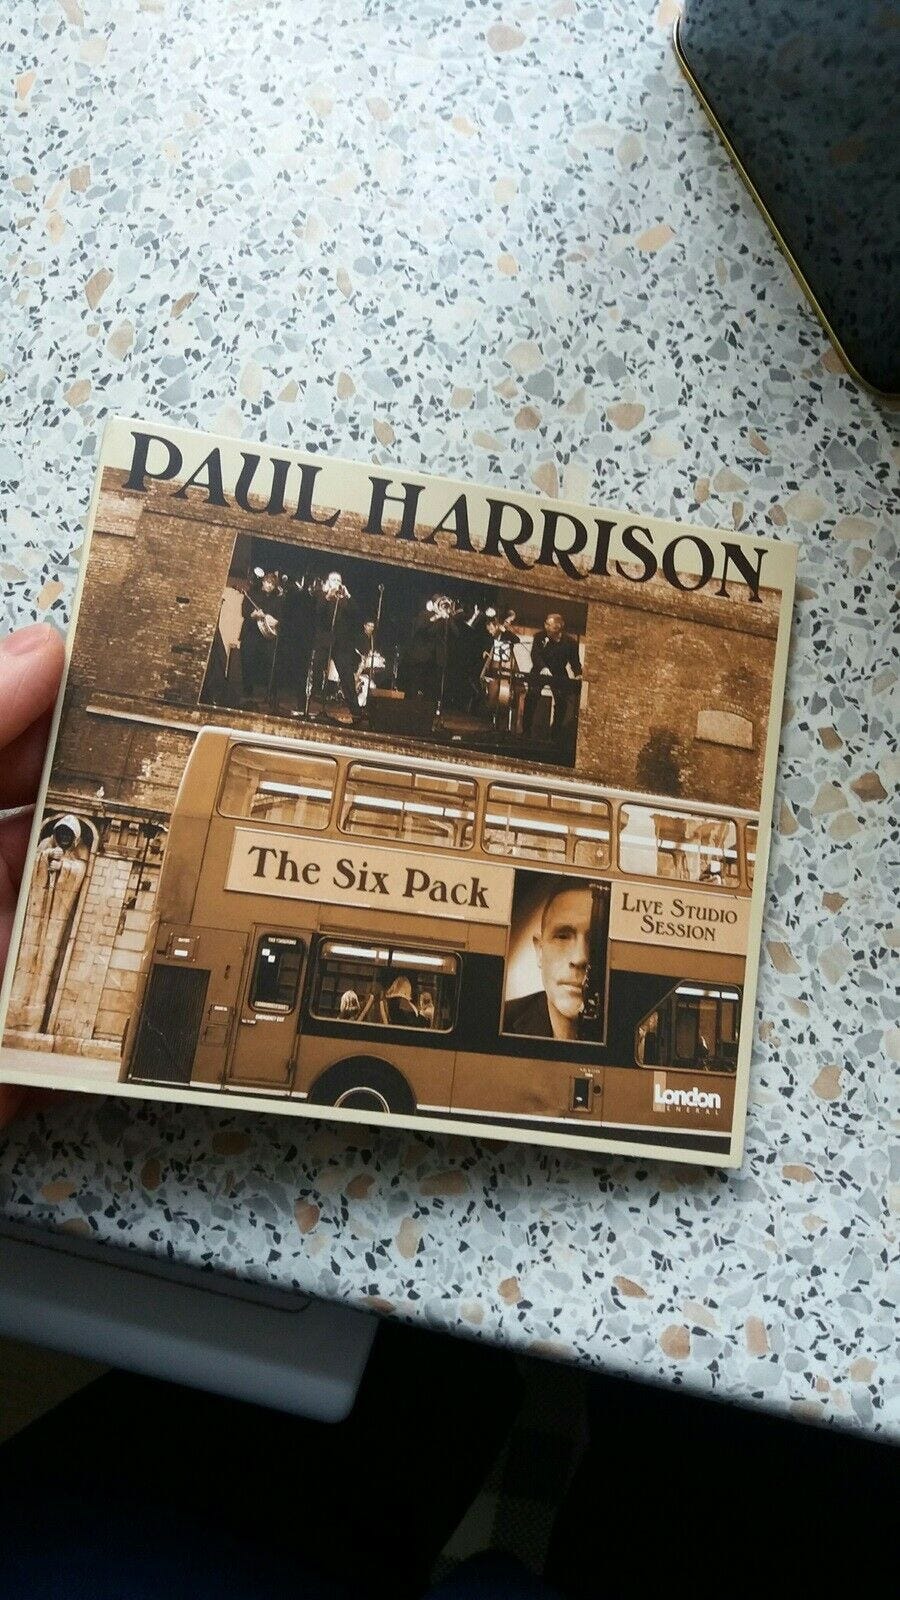 PAUL HARRISON
The Six Pack
LIVE STUDIO
SESSION
London